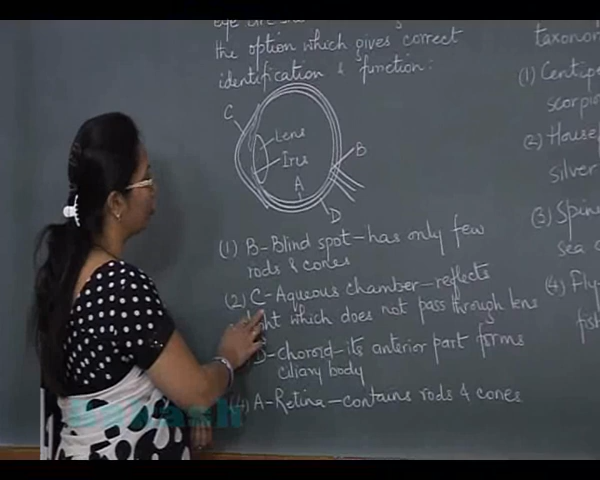 the option which gives correct
identification & function:
C
Lens
Iris
A
B
D
(1) B-Blind spot-has only few
rods & cones
(2) C-Aqueous chamber-reflects
light which does not pass through lens
D-choroid-its anterior part forms
ciliary body
(4) A-Retina-contains rods & cones
taxonom
(1) Centip
scorpio
(2) House
silver
(3) Spin
sea
(4) Fly-
fish
Aakash